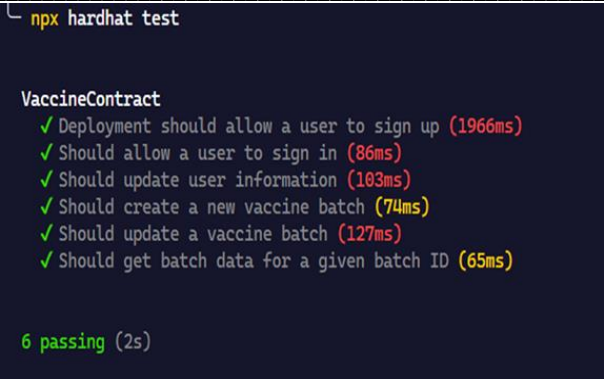 npx hardhat test
VaccineContract
✓ Deployment should allow a user to sign up (1966ms)
✓ Should allow a user to sign in (86ms)
✓ Should update user information (103ms)
✓ Should create a new vaccine batch (74ms)
✓ Should update a vaccine batch (127ms)
✓ Should get batch data for a given batch ID (65ms)
6 passing (2s)